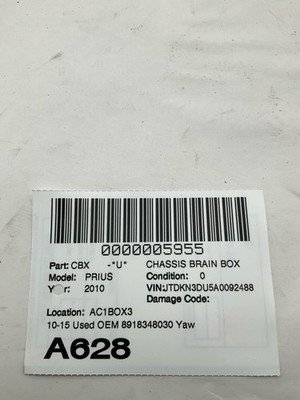 0000005955
Part: CBX -*U* CHASSIS BRAIN BOX
Model: PRIUS Condition: 0
Year: 2010 VIN:JTDKN3DU5A0092488
Damage Code:
Location: AC1BOX3
10-15 Used OEM 8918348030 Yaw
A628